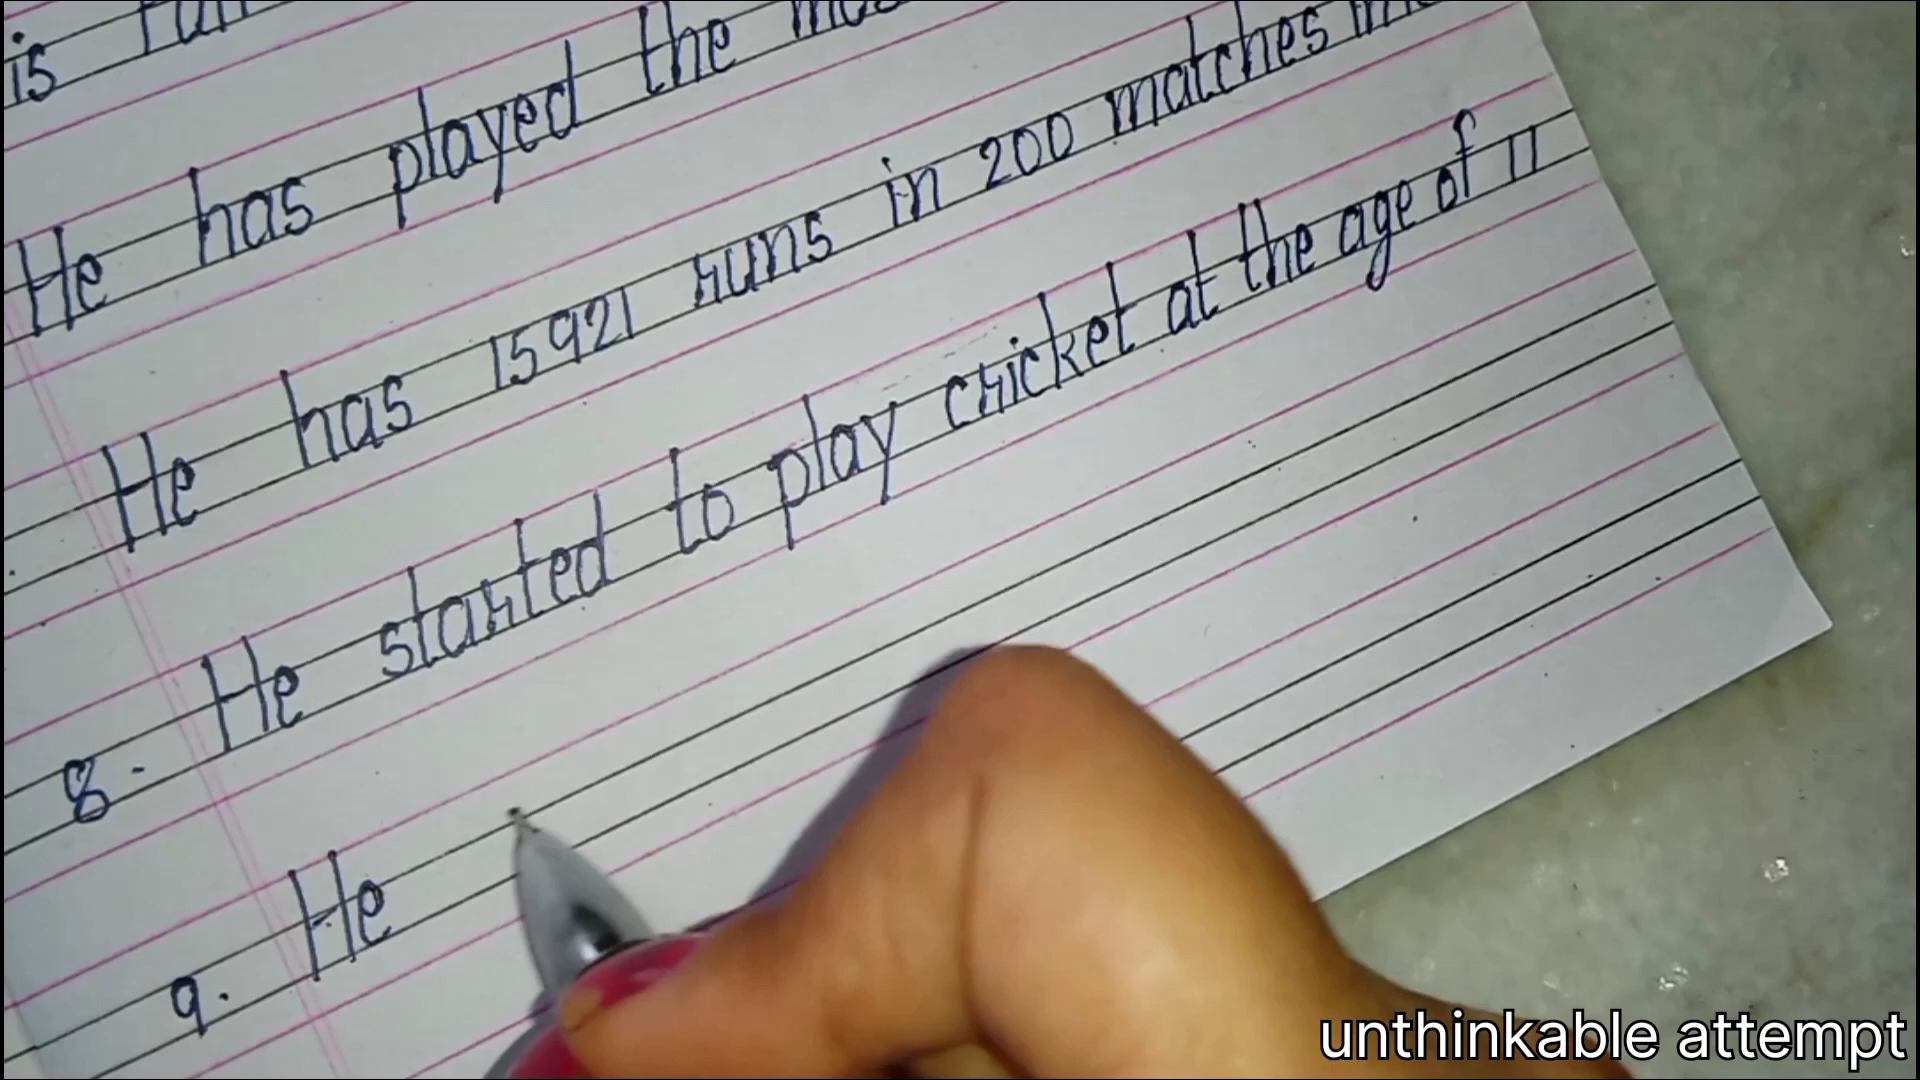 is
He has played the
He has 15921 runs in 200 matches
8. He started to play cricket at the age of 11
9. He
unthinkable attempt